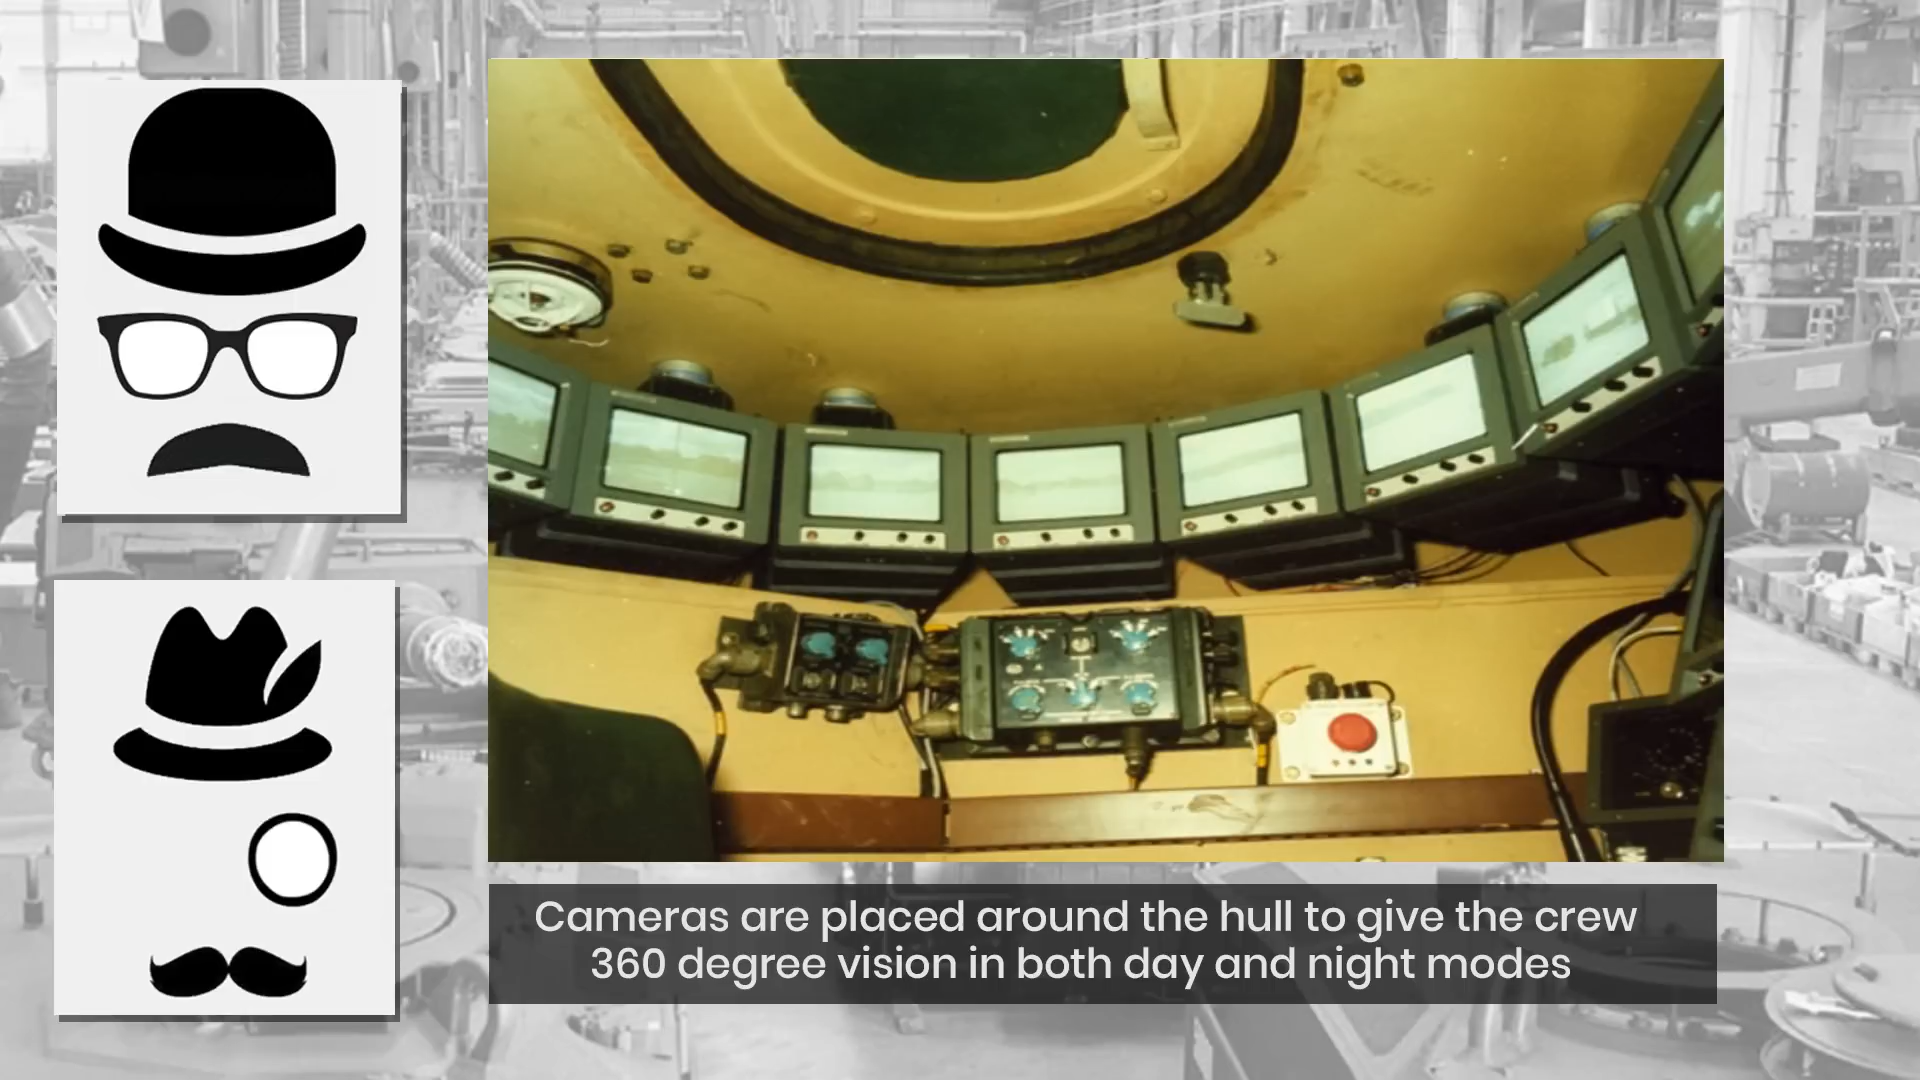 Cameras are placed around the hull to give the crew
360 degree vision in both day and night modes